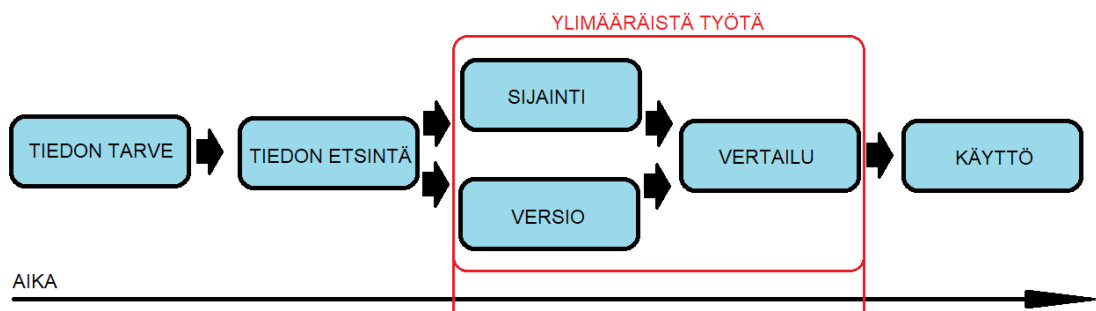 YLIMÄÄRÄISTÄ TYÖTÄ
SIJAINTI
TIEDON TARVE
TIEDON ETSINTÄ
VERTAILU
KÄYTTÖ
VERSIO
AIKA